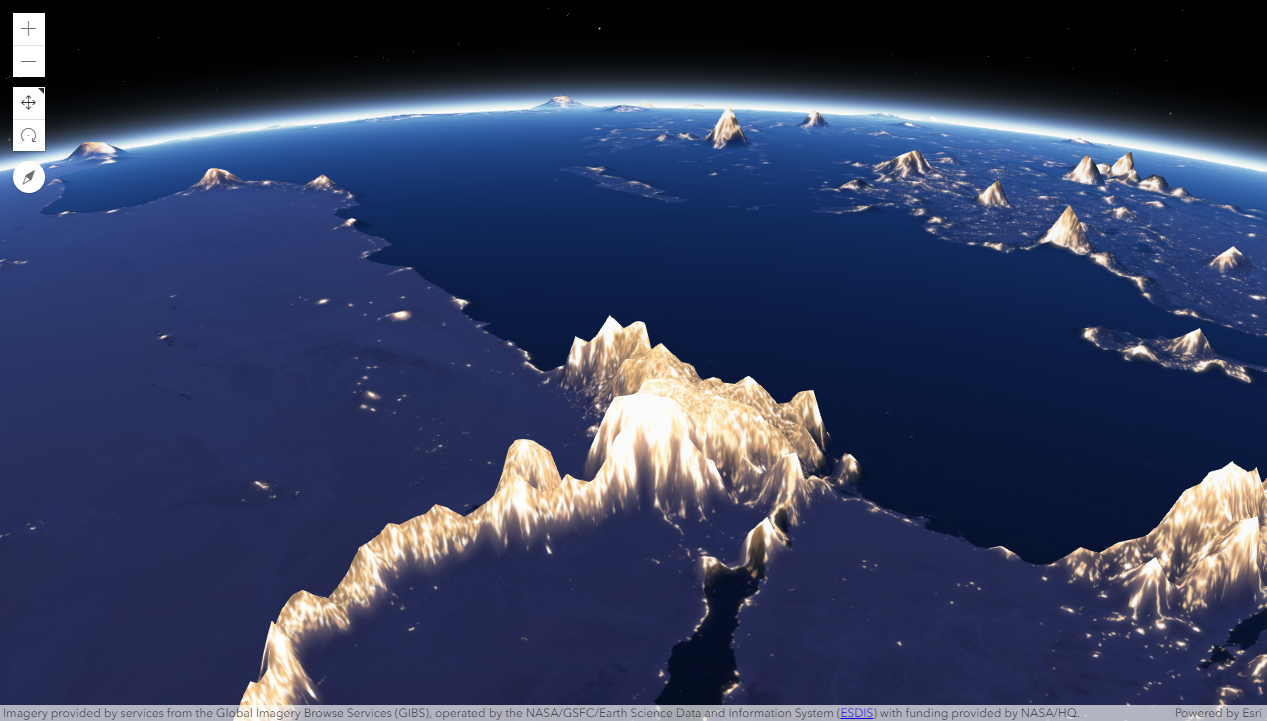 Imagery provided by services from the Global Imagery Browse Services (GIBS), operated by the NASA/GSFC/Earth Science Data and Information System (ESDIS) with funding provided by NASA/HQ. Powered by Esri